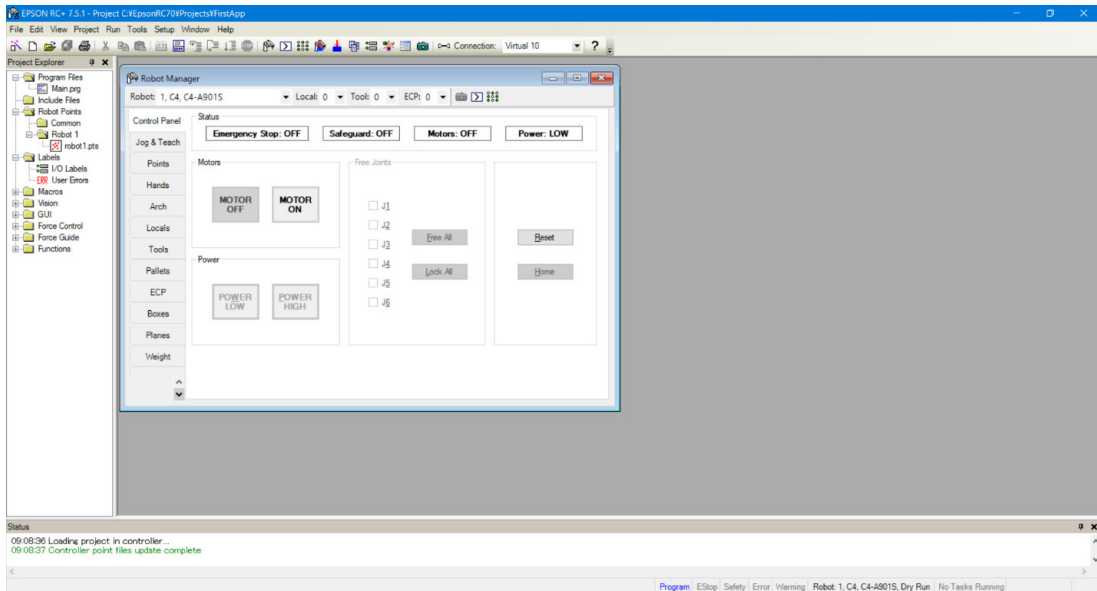 EPSON RC+ 7.5.1 - Project C:¥EpsonRC70¥Projects¥FirstApp
File Edit View Project Run Tools Setup Window Help
Connection: Virtual 10
?
Project Explorer
Program Files
Main.prg
Include Files
Robot Points
Common
Robot 1
robot1.pts
Labels
I/O Labels
User Errors
Macros
Vision
GUI
Force Control
Force Guide
Functions
Robot Manager
Robot: 1, C4, C4-A901S Local: 0 Tool: 0 ECP: 0
Control Panel
Jog & Teach
Points
Hands
Arch
Locals
Tools
Pallets
ECP
Boxes
Planes
Weight
Status
Emergency Stop: OFF Safeguard: OFF Motors: OFF Power: LOW
Motors
MOTOR OFF
MOTOR ON
Power
POWER LOW
POWER HIGH
Free Joints
J1
J2
J3
J4
J5
J6
Free All
Lock All
Reset
Home
Status
09:08:36 Loading project in controller...
09:08:37 Controller point files update complete
Program EStop Safety Error Warning Robot: 1, C4, C4-A901S, Dry Run No Tasks Running